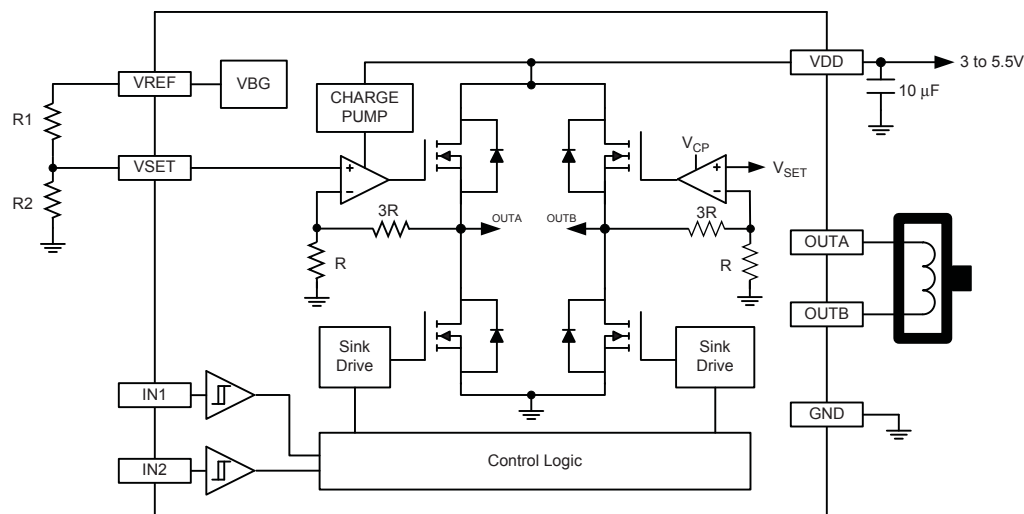 VREF
VBG
VDD
3 to 5.5V
10 μF
CHARGE
PUMP
R1
VSET
+
−
V_CP
+
−
V_SET
R2
3R
OUTA
OUTB
3R
R
R
OUTA
OUTB
Sink
Drive
Sink
Drive
IN1
GND
IN2
Control Logic